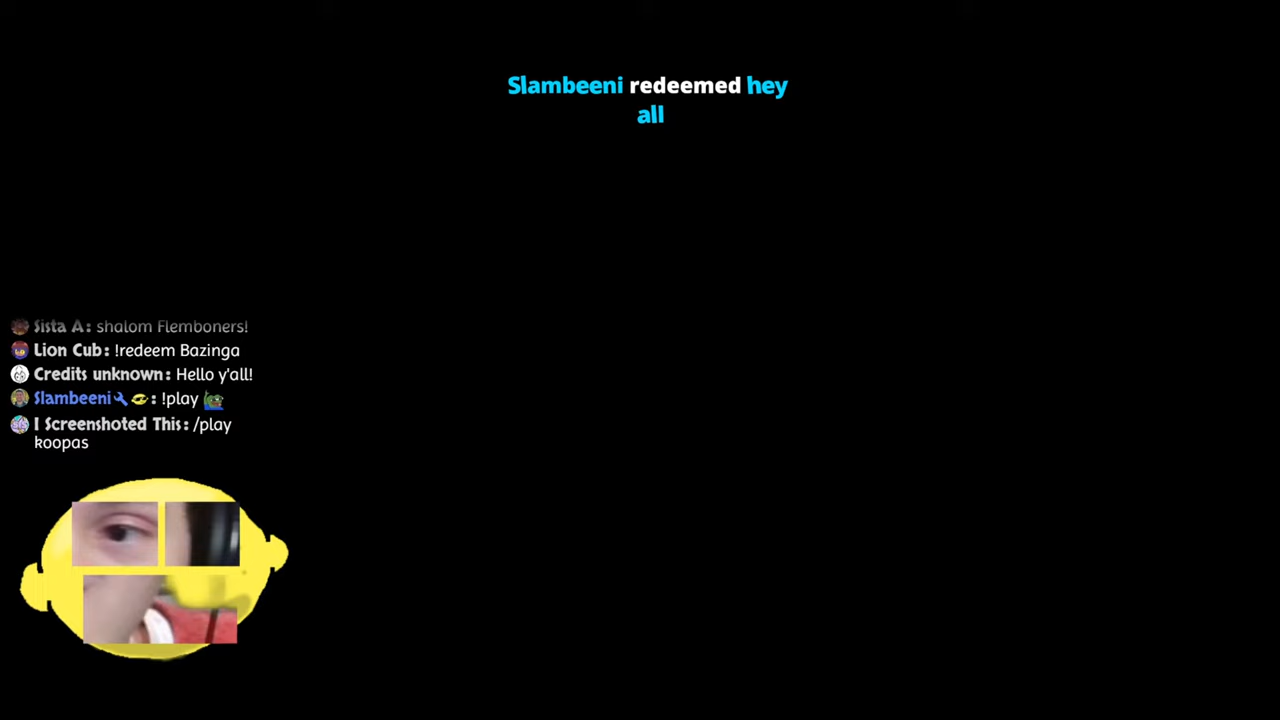 Slambeeni redeemed hey
all
Sista A: shalom Flemboners!
Lion Cub: !redeem Bazinga
Credits unknown: Hello y'all!
Slambeeni: !play
I Screenshoted This: /play
koopas